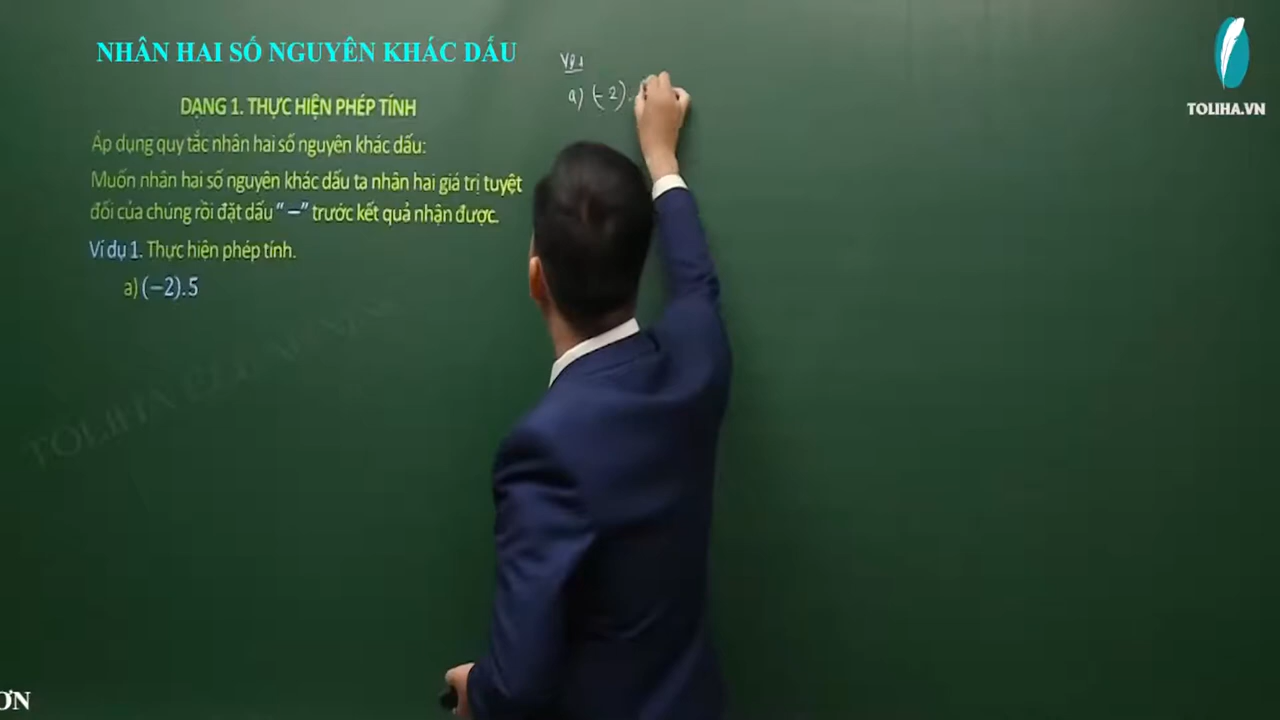 NHÂN HAI SỐ NGUYÊN KHÁC DẤU
DẠNG 1. THỰC HIỆN PHÉP TÍNH
Áp dụng quy tắc nhân hai số nguyên khác dấu:
Muốn nhân hai số nguyên khác dấu ta nhân hai giá trị tuyệt
đối của chúng rồi đặt dấu “ −” trước kết quả nhận được.
Ví dụ 1. Thực hiện phép tính.
a) (−2).5
VD1
a) (-2).
TOLIHA.VN
ƠN